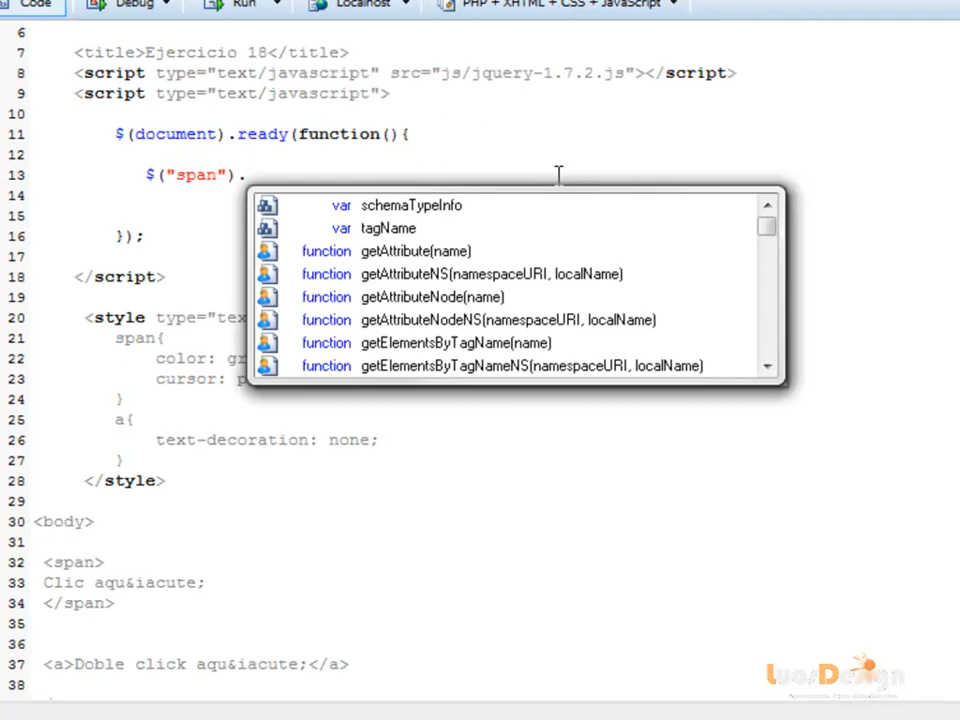 Code Debug Run Localhost PHP + XHTML + CSS + JavaScript
6
7 <title>Ejercicio 18</title>
8 <script type="text/javascript" src="js/jquery-1.7.2.js"></script>
9 <script type="text/javascript">
10
11 $(document).ready(function(){
12
13 $("span").
14
15
16 });
17
18 </script>
19
20 <style type="tex
21 span{
22 color: gr
23 cursor: p
24 }
25 a{
26 text-decoration: none;
27 }
28 </style>
29
30 <body>
31
32 <span>
33 Clic aqu&iacute;
34 </span>
35
36
37 <a>Doble click aqu&iacute;</a>
38
var schemaTypeInfo
var tagName
function getAttribute(name)
function getAttributeNS(namespaceURI, localName)
function getAttributeNode(name)
function getAttributeNodeNS(namespaceURI, localName)
function getElementsByTagName(name)
function getElementsByTagNameNS(namespaceURI, localName)
LuosDesign